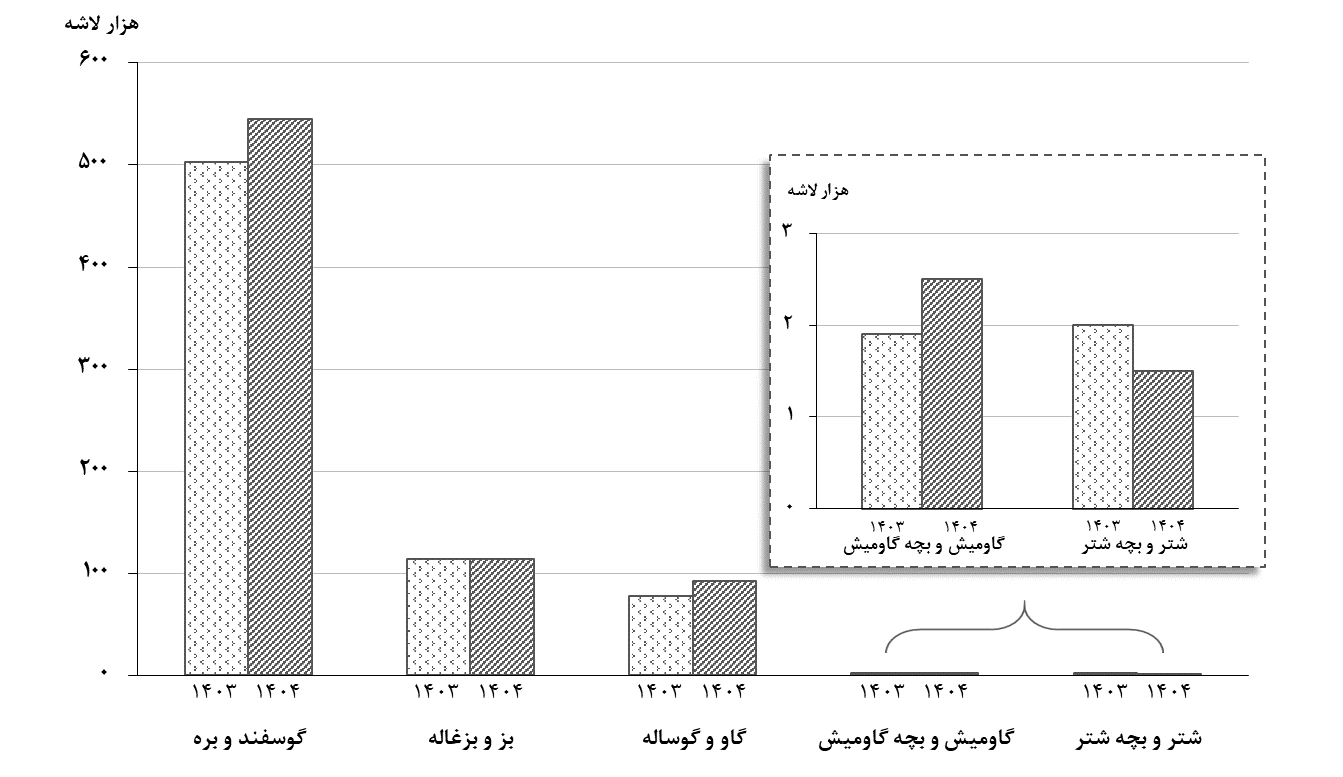 هزار لاشه
۶۰۰
۵۰۰
۴۰۰
۳۰۰
۲۰۰
۱۰۰
۰
۱۴۰۳ ۱۴۰۴ ۱۴۰۳ ۱۴۰۴ ۱۴۰۳ ۱۴۰۴ ۱۴۰۳ ۱۴۰۴ ۱۴۰۳ ۱۴۰۴
گوسفند و بره
بز و بزغاله
گاو و گوساله
گاومیش و بچه گاومیش
شتر و بچه شتر
هزار لاشه
۳
۲
۱
۰
۱۴۰۳ ۱۴۰۴ ۱۴۰۳ ۱۴۰۴
گاومیش و بچه گاومیش
شتر و بچه شتر